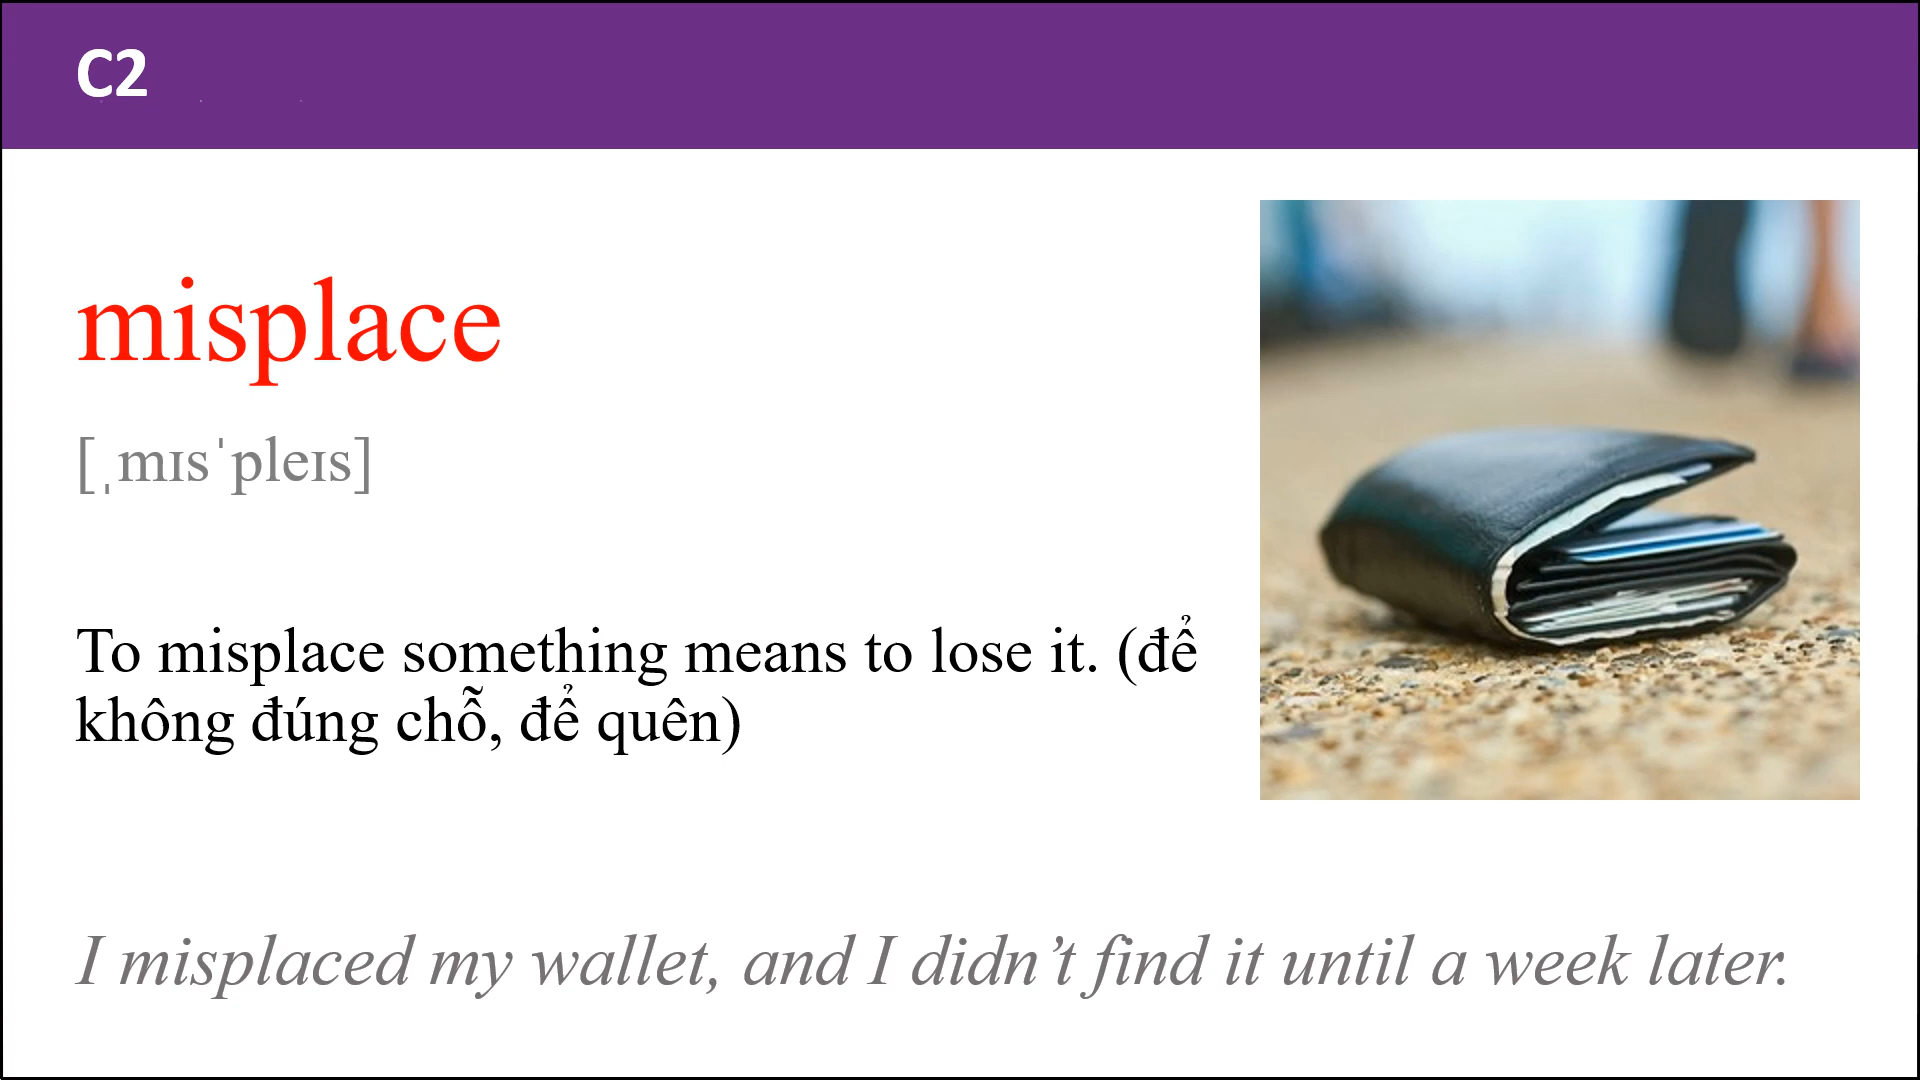 C2
misplace
[ˌmɪsˈpleɪs]
To misplace something means to lose it. (để
không đúng chỗ, để quên)
I misplaced my wallet, and I didn’t find it until a week later.